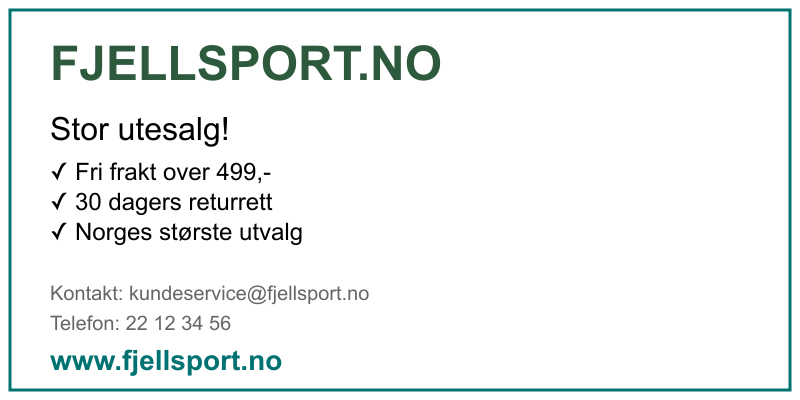 FJELLSPORT.NO
Stor utesalg!
✓ Fri frakt over 499,-
✓ 30 dagers returrett
✓ Norges største utvalg
Kontakt: kundeservice@fjellsport.no
Telefon: 22 12 34 56
www.fjellsport.no